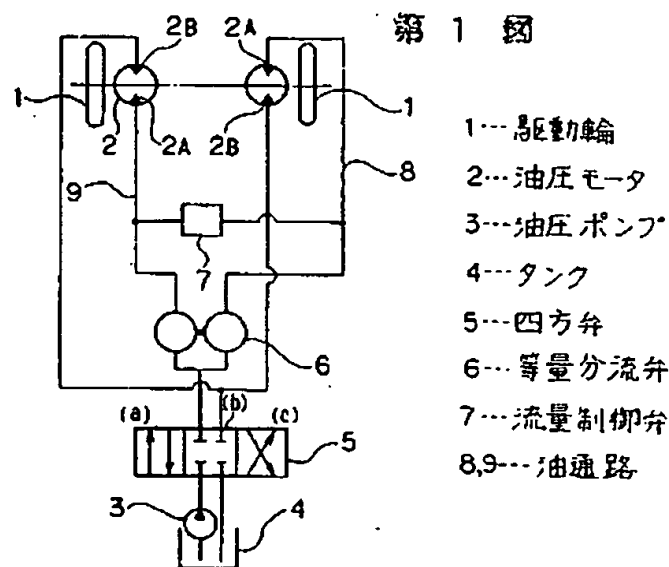 第 1 図
2B
2A
1
1
2
2A
2B
9
8
7
6
(a)
(b)
(c)
5
3
4
1…駆動輪
2…油圧モータ
3…油圧ポンプ
4…タンク
5…四方弁
6…等量分流弁
7…流量制御弁
8,9…油通路